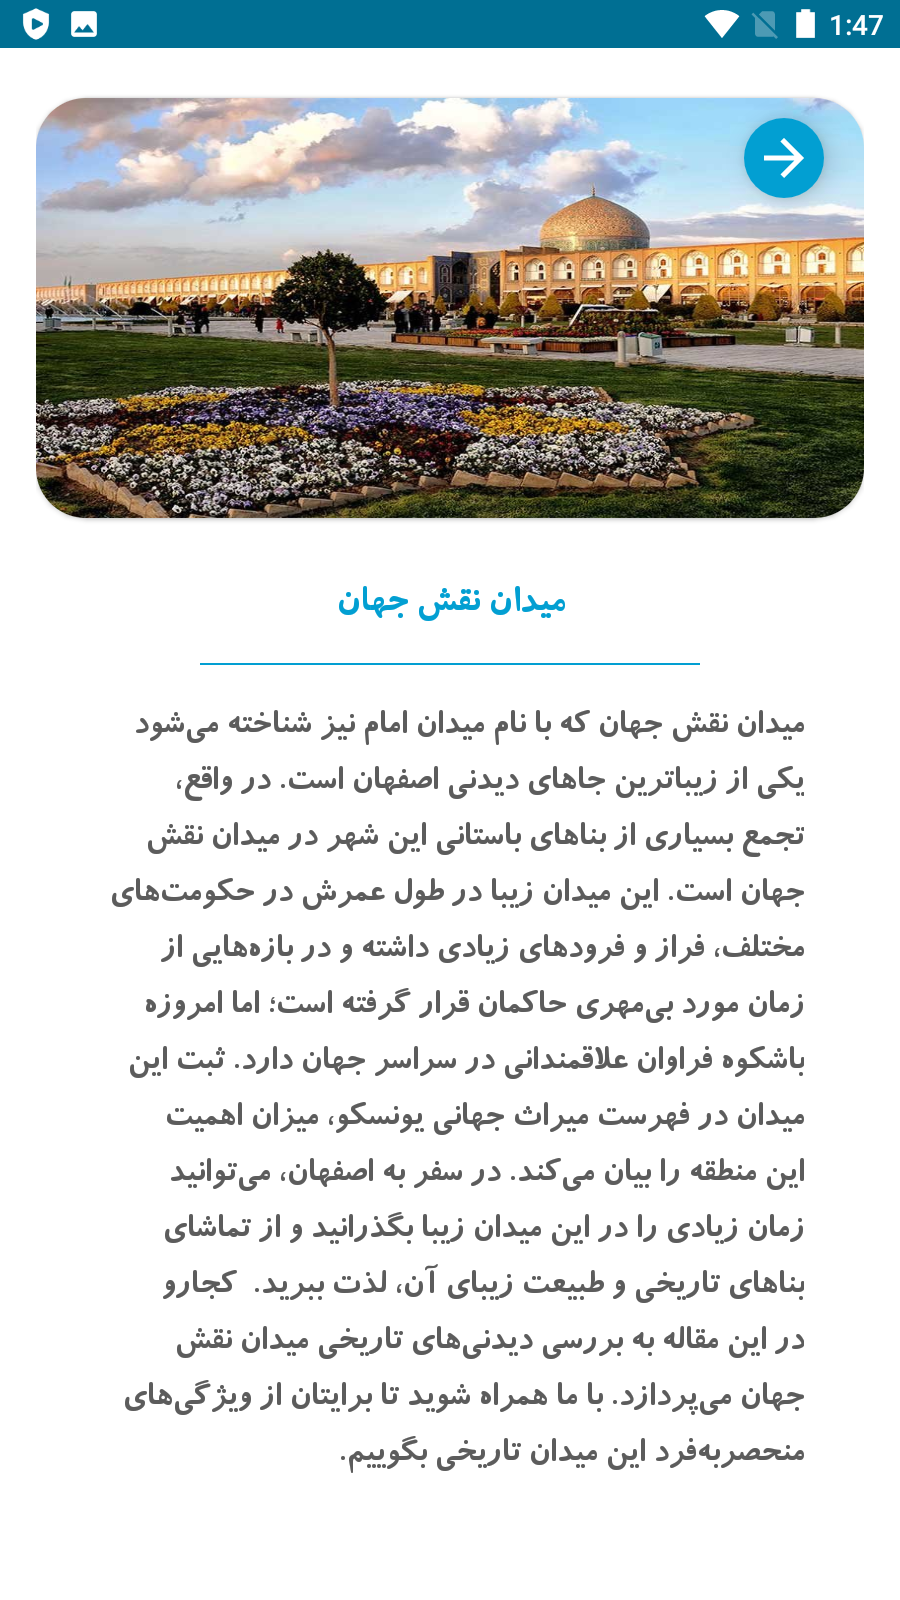 1:47
میدان نقش جهان
میدان نقش جهان که با نام میدان امام نیز شناخته می‌شود
یکی از زیباترین جاهای دیدنی اصفهان است. در واقع،
تجمع بسیاری از بناهای باستانی این شهر در میدان نقش
جهان است. این میدان زیبا در طول عمرش در حکومت‌های
مختلف، فراز و فرودهای زیادی داشته و در بازه‌هایی از
زمان مورد بی‌مهری حاکمان قرار گرفته است؛ اما امروزه
باشکوه فراوان علاقمندانی در سراسر جهان دارد. ثبت این
میدان در فهرست میراث جهانی یونسکو، میزان اهمیت
این منطقه را بیان می‌کند. در سفر به اصفهان، می‌توانید
زمان زیادی را در این میدان زیبا بگذرانید و از تماشای
بناهای تاریخی و طبیعت زیبای آن، لذت ببرید.  کجارو
در این مقاله به بررسی دیدنی‌های تاریخی میدان نقش
جهان می‌پردازد. با ما همراه شوید تا برایتان از ویژگی‌های
منحصربه‌فرد این میدان تاریخی بگوییم.